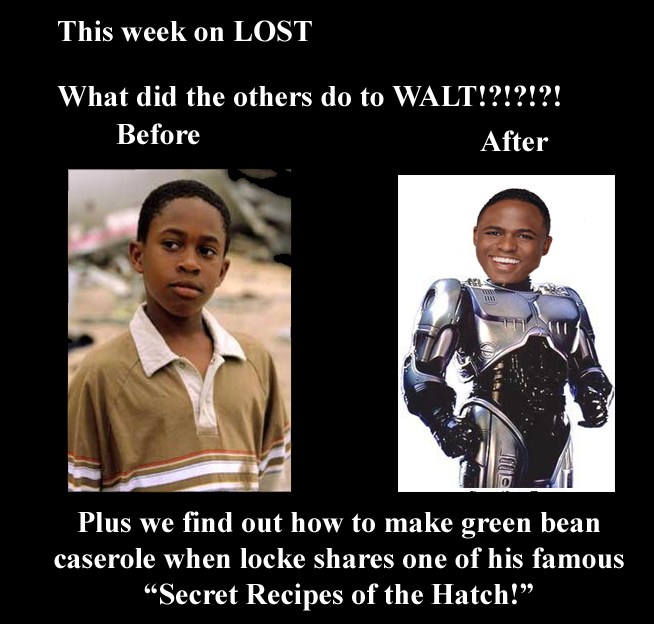 This week on LOST
What did the others do to WALT!?!?!?!
Before
After
Plus we find out how to make green bean
caserole when locke shares one of his famous
“Secret Recipes of the Hatch!”